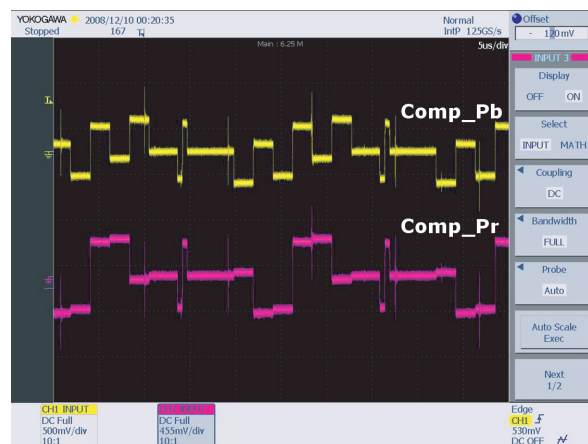 YOKOGAWA 2008/12/10 00:20:35
Stopped 167
Normal
IntP 125GS/s
Main : 6.25 M
5us/div
Comp_Pb
Comp_Pr
Offset
- 120mV
INPUT 3
Display
OFF ON
Select
INPUT MATH
Coupling
DC
Bandwidth
FULL
Probe
Auto
Auto Scale
Exec
Next
1/2
CH1 INPUT
DC Full
500mV/div
10:1
DC Full
455mV/div
10:1
Edge
CH1
530mV
DC OFF